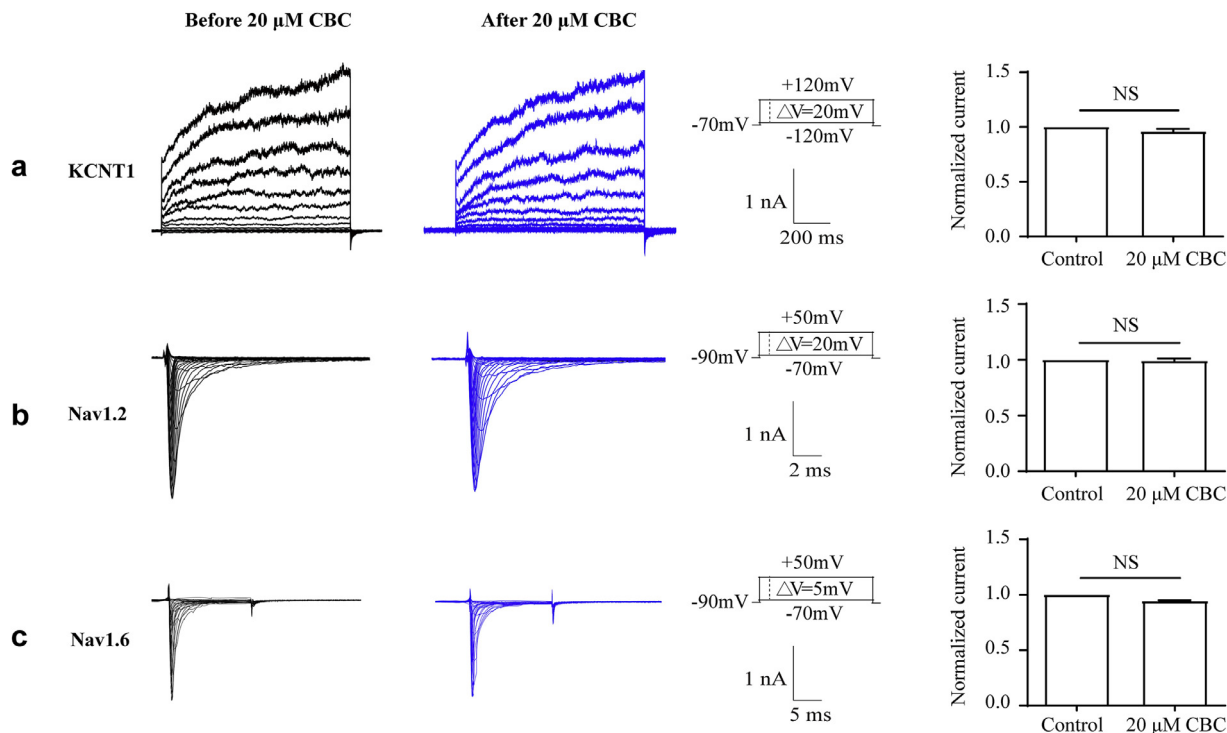 Before 20 μM CBC
After 20 μM CBC
a
KCNT1
+120mV
-70mV
△V=20mV
-120mV
1 nA
200 ms
Normalized current
1.5
1.0
0.5
0.0
NS
Control
20 μM CBC
b
Nav1.2
+50mV
-90mV
△V=20mV
-70mV
1 nA
2 ms
Normalized current
1.5
1.0
0.5
0.0
NS
Control
20 μM CBC
c
Nav1.6
+50mV
-90mV
△V=5mV
-70mV
1 nA
5 ms
Normalized current
1.5
1.0
0.5
0.0
NS
Control
20 μM CBC